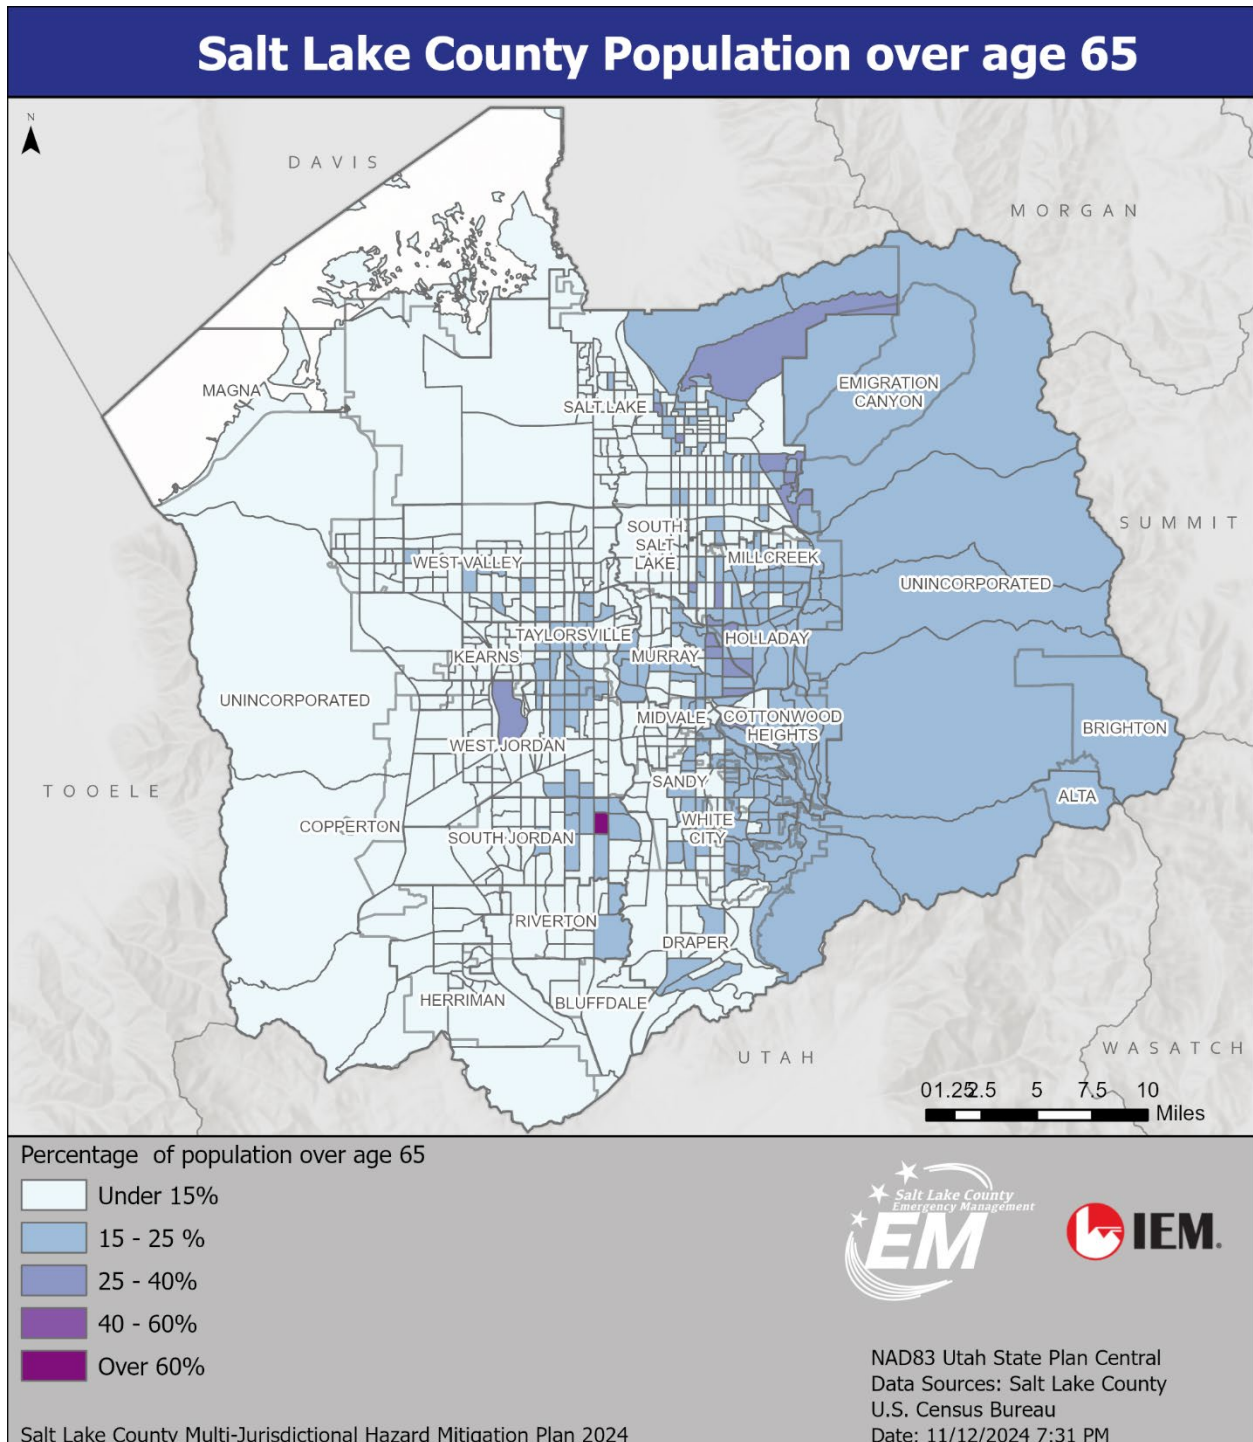 Salt Lake County Population over age 65
N
DAVIS
MORGAN
MAGNA
EMIGRATION
CANYON
SALT LAKE
SUMMIT
SOUTH
SALT
LAKE
WEST VALLEY
MILLCREEK
UNINCORPORATED
TAYLORSVILLE
HOLLADAY
KEARNS
MURRAY
UNINCORPORATED
MIDVALE
COTTONWOOD
HEIGHTS
BRIGHTON
WEST JORDAN
SANDY
TOOELE
ALTA
COPPERTON
SOUTH JORDAN
WHITE
CITY
RIVERTON
DRAPER
HERRIMAN
BLUFFDALE
UTAH
WASATCH
0 1.25 2.5 5 7.5 10
Miles
Percentage of population over age 65
Under 15%
15 - 25 %
25 - 40%
40 - 60%
Over 60%
Salt Lake County
Emergency Management
EM
IEM.
NAD83 Utah State Plan Central
Data Sources: Salt Lake County
U.S. Census Bureau
Date: 11/12/2024 7:31 PM
Salt Lake County Multi-Jurisdictional Hazard Mitigation Plan 2024